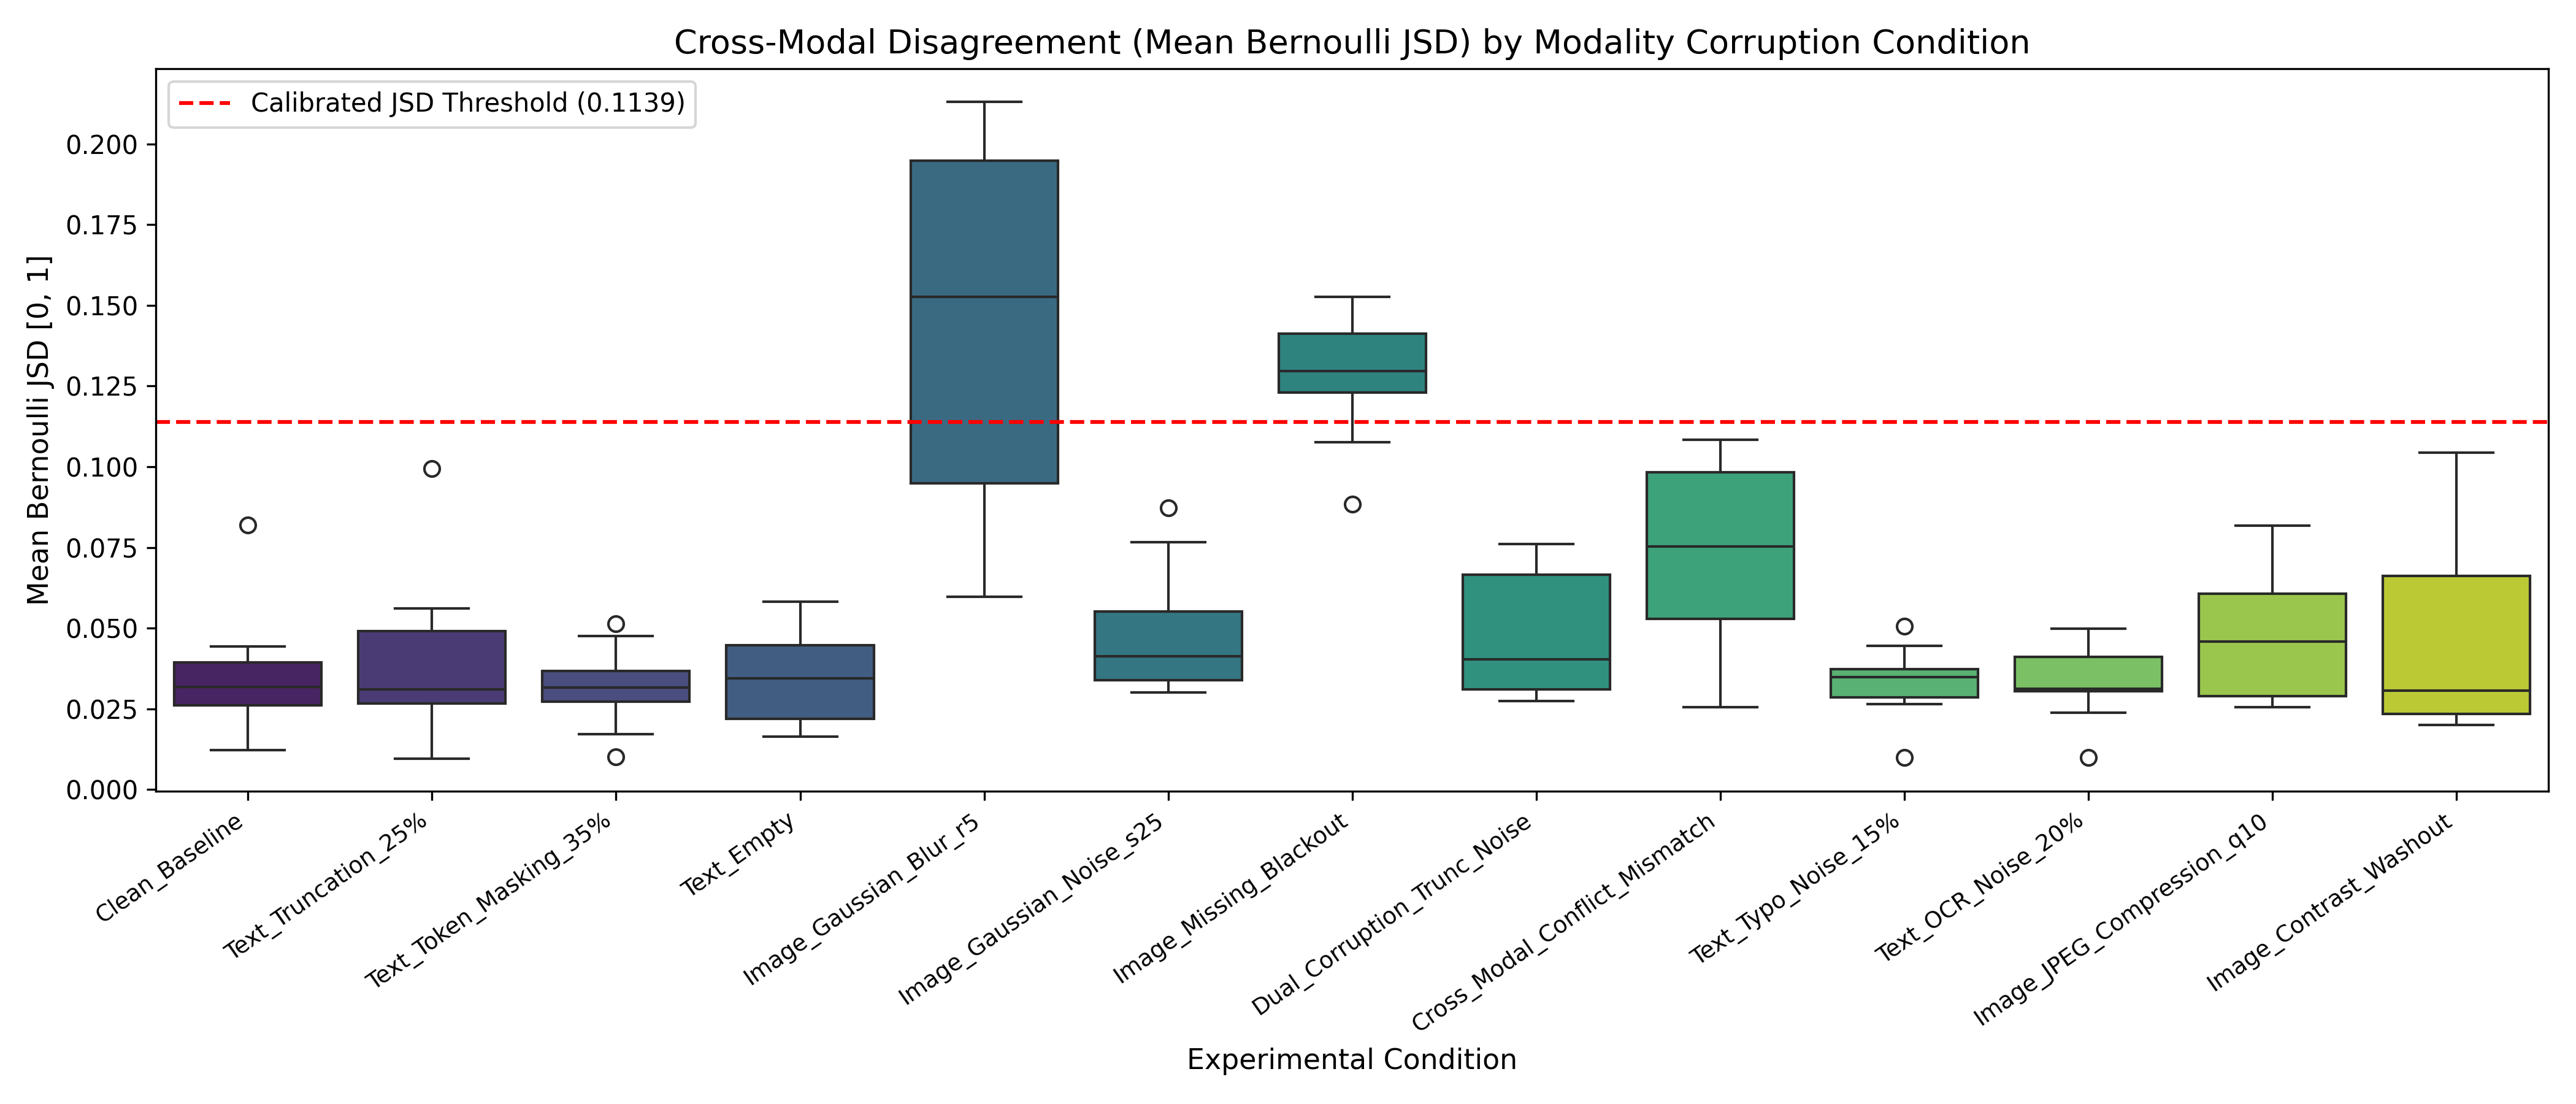 Cross-Modal Disagreement (Mean Bernoulli JSD) by Modality Corruption Condition
Calibrated JSD Threshold (0.1139)
Mean Bernoulli JSD [0, 1]
0.200
0.175
0.150
0.125
0.100
0.075
0.050
0.025
0.000
Clean_Baseline
Text_Truncation_25%
Text_Token_Masking_35%
Text_Empty
Image_Gaussian_Blur_r5
Image_Gaussian_Noise_s25
Image_Missing_Blackout
Dual_Corruption_Trunc_Noise
Cross_Modal_Conflict_Mismatch
Text_Typo_Noise_15%
Text_OCR_Noise_20%
Image_JPEG_Compression_q10
Image_Contrast_Washout
Experimental Condition